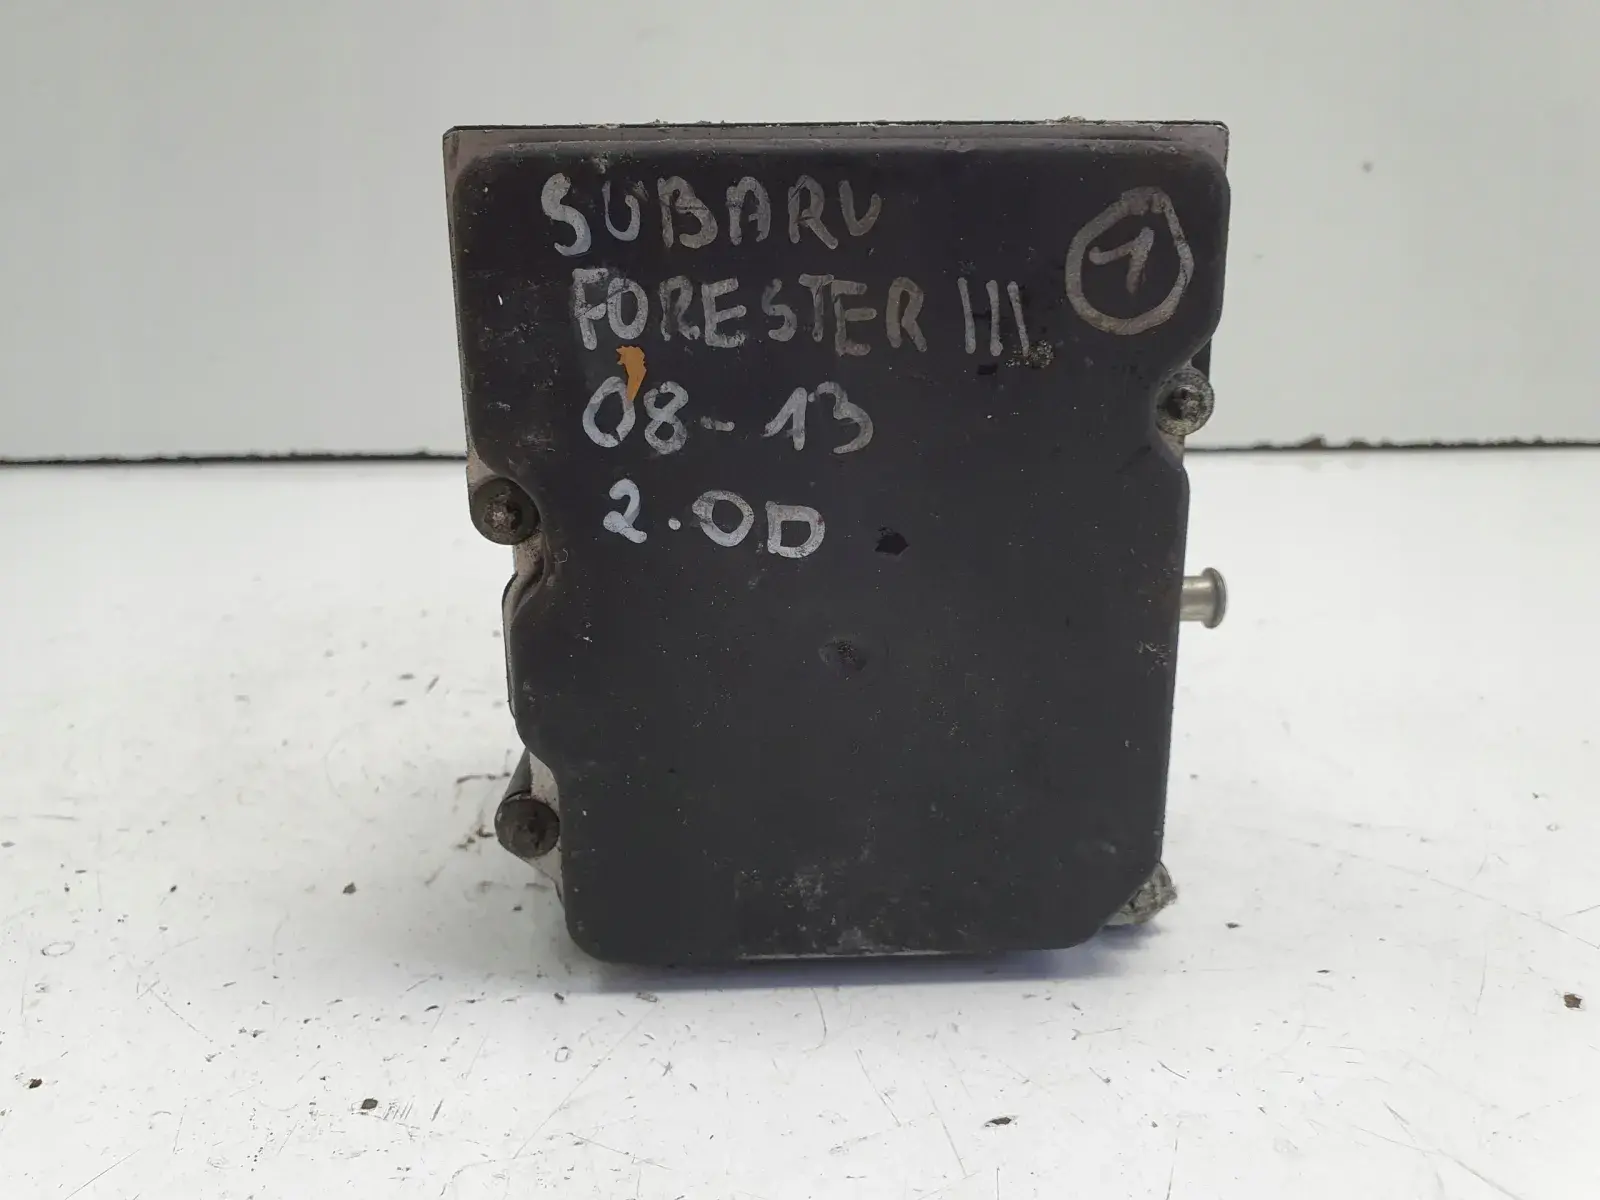 SUBARU
FORESTER III
1
08-13
2.0D